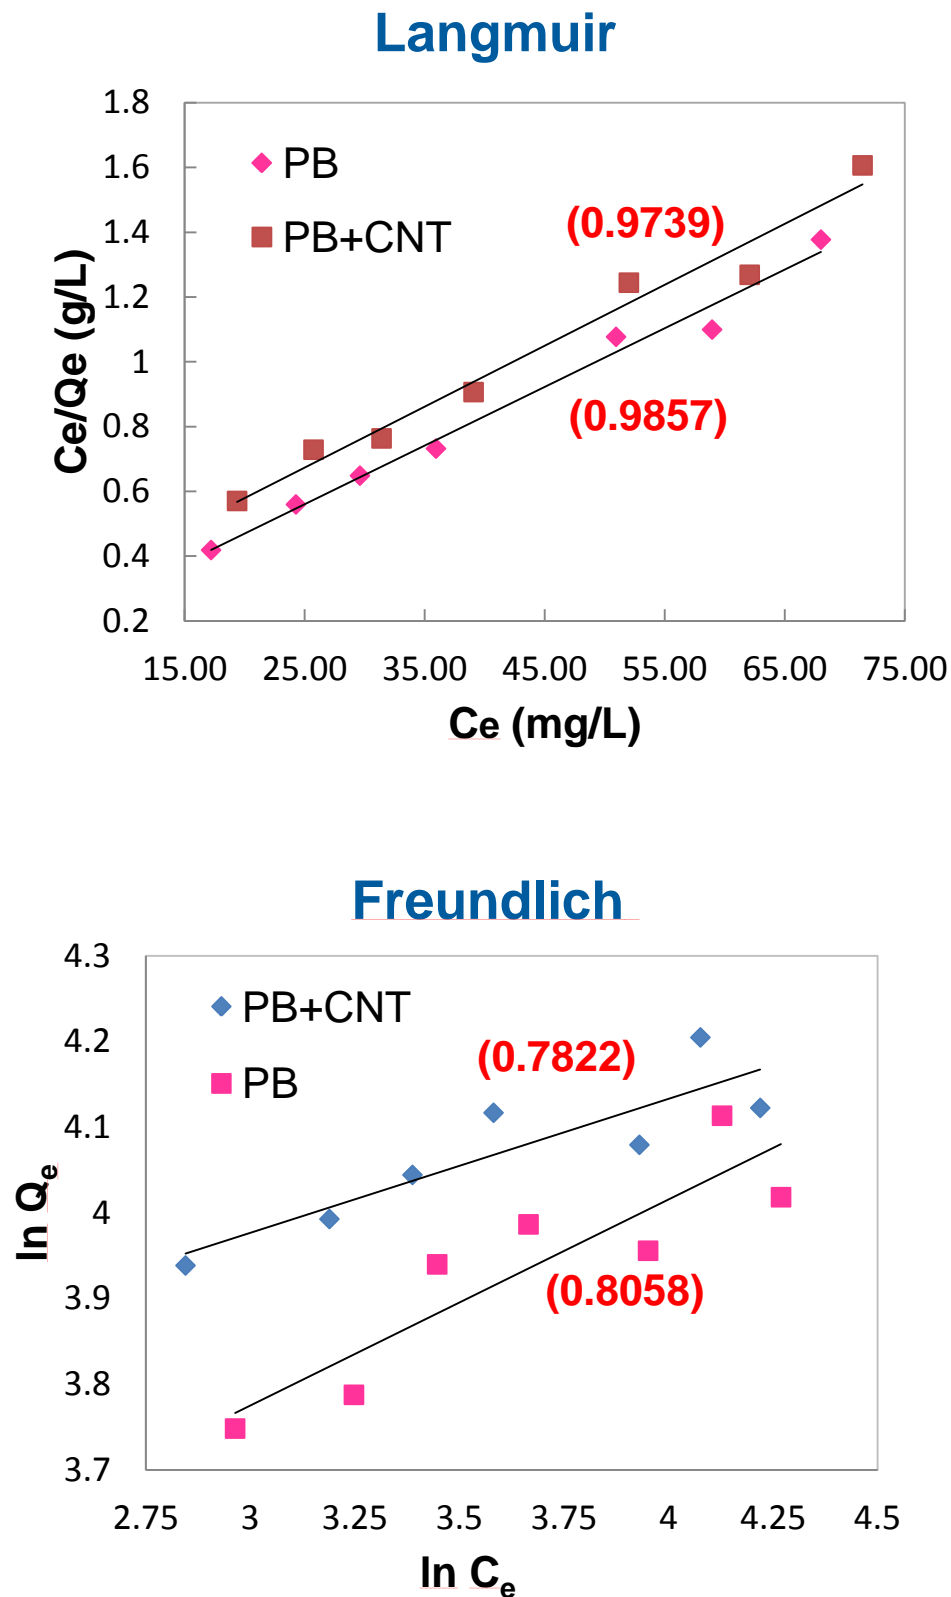 Langmuir
1.8
1.6
1.4
1.2
1
0.8
0.6
0.4
0.2
Ce/Qe (g/L)
PB
PB+CNT
(0.9739)
(0.9857)
15.00 25.00 35.00 45.00 55.00 65.00 75.00
Ce (mg/L)
Freundlich
4.3
4.2
4.1
4
3.9
3.8
3.7
ln Qe
PB+CNT
PB
(0.7822)
(0.8058)
2.75 3 3.25 3.5 3.75 4 4.25 4.5
ln Ce